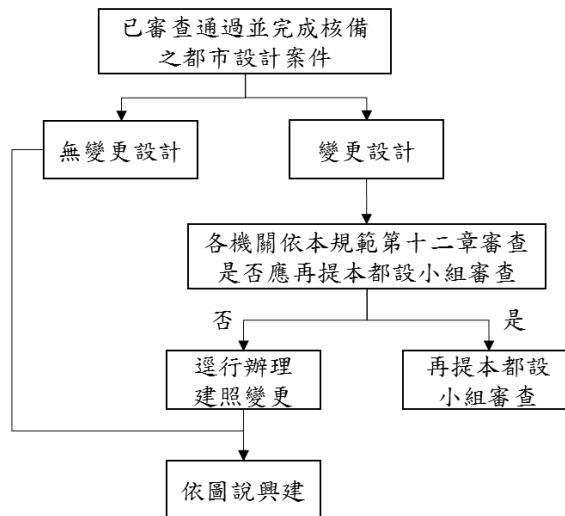 已審查通過並完成核備
之都市設計案件
無變更設計
變更設計
各機關依本規範第十二章審查
是否應再提本都設小組審查
否
是
逕行辦理
建照變更
再提本都設
小組審查
依圖說興建